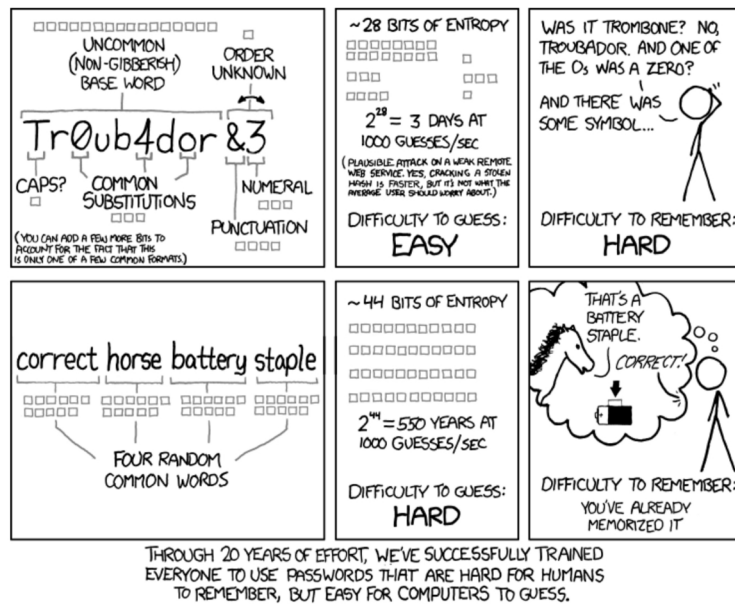 UNCOMMON
(NON-GIBBERISH)
BASE WORD
ORDER
UNKNOWN
Tr0ub4dor &3
CAPS?
COMMON
SUBSTITUTIONS
NUMERAL
PUNCTUATION
(YOU CAN ADD A FEW MORE BITS TO
ACCOUNT FOR THE FACT THAT THIS
IS ONLY ONE OF A FEW COMMON FORMATS.)
~28 BITS OF ENTROPY
2²⁸ = 3 DAYS AT
1000 GUESSES/SEC
(PLAUSIBLE ATTACK ON A WEAK REMOTE
WEB SERVICE. YES, CRACKING A STOLEN
HASH IS FASTER, BUT IT'S NOT WHAT THE
AVERAGE USER SHOULD WORRY ABOUT.)
DIFFICULTY TO GUESS:
EASY
WAS IT TROMBONE? NO,
TROUBADOR. AND ONE OF
THE Os WAS A ZERO?
AND THERE WAS
SOME SYMBOL...
DIFFICULTY TO REMEMBER:
HARD
correct horse battery staple
FOUR RANDOM
COMMON WORDS
~44 BITS OF ENTROPY
2⁴⁴ = 550 YEARS AT
1000 GUESSES/SEC
DIFFICULTY TO GUESS:
HARD
THAT'S A
BATTERY
STAPLE.
CORRECT!
DIFFICULTY TO REMEMBER:
YOU'VE ALREADY
MEMORIZED IT
THROUGH 20 YEARS OF EFFORT, WE'VE SUCCESSFULLY TRAINED
EVERYONE TO USE PASSWORDS THAT ARE HARD FOR HUMANS
TO REMEMBER, BUT EASY FOR COMPUTERS TO GUESS.